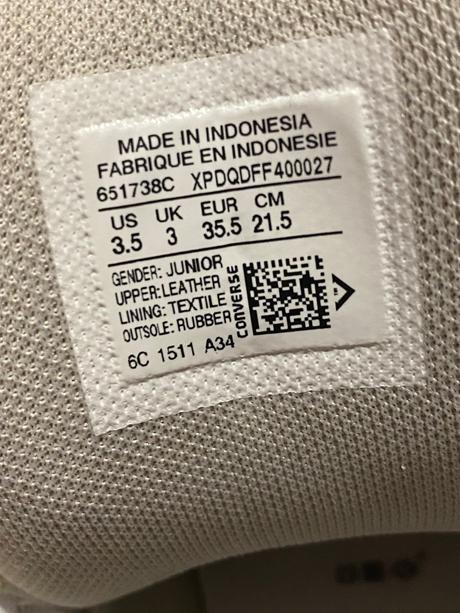 MADE IN INDONESIA
FABRIQUE EN INDONESIE
651738C XPDQDFF400027
US UK EUR CM
3.5 3 35.5 21.5
GENDER: JUNIOR
UPPER: LEATHER
LINING: TEXTILE
OUTSOLE: RUBBER
CONVERSE
6C 1511 A34